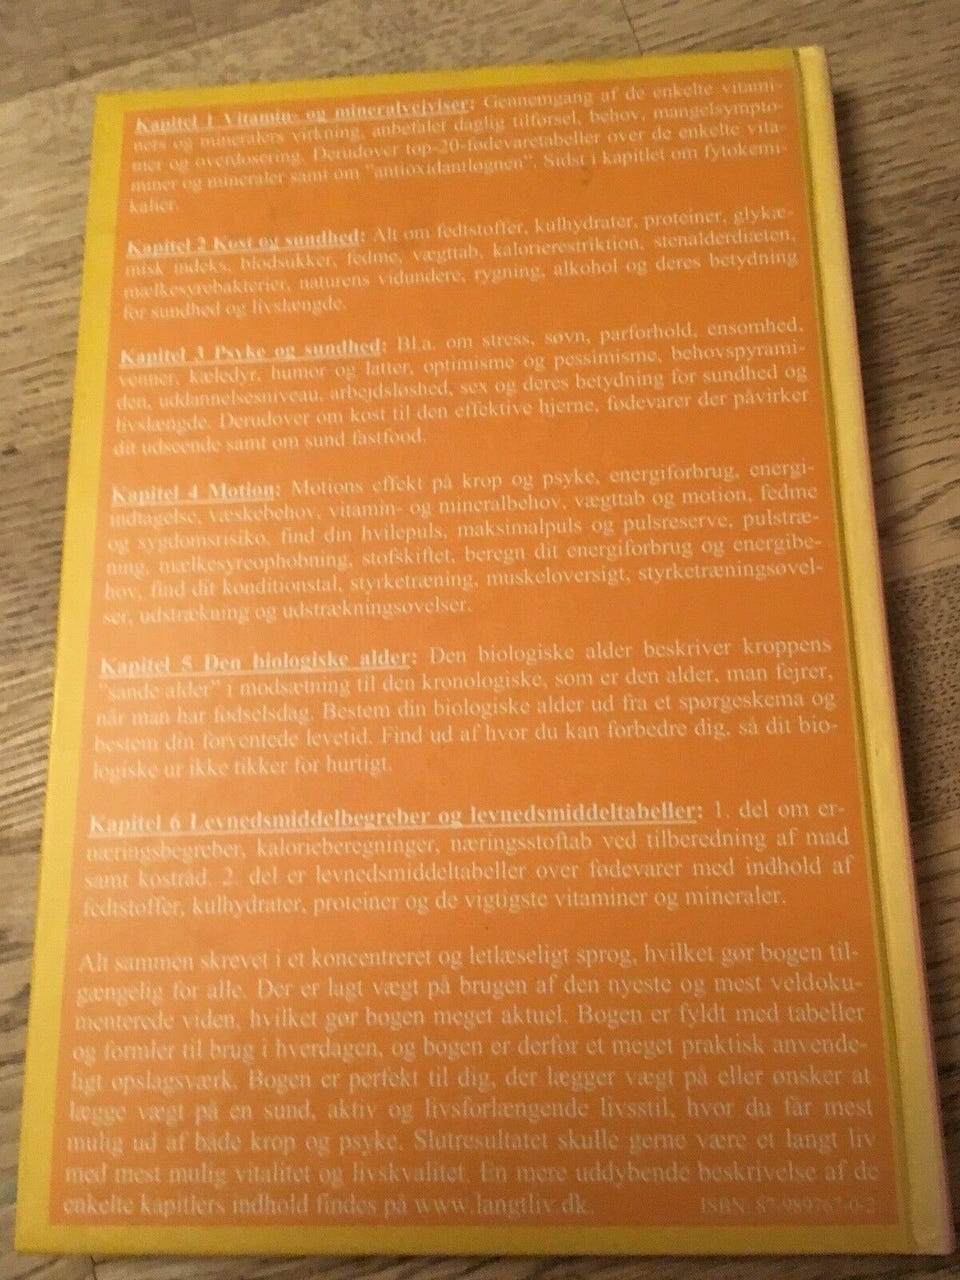 Kapitel 1 Vitamin- og mineralvejviser: Gennemgang af de enkelte vitami-
ners og mineralers virkning, anbefalet daglig tilførsel, behov, mangelsympto-
mer og overdosering. Derudover top-20-fødevaretabeller over de enkelte vita-
miner og mineraler samt om "antioxidantløgnen". Sidst i kapitlet om fytokemi-
kalier.
Kapitel 2 Kost og sundhed: Alt om fedtstoffer, kulhydrater, proteiner, glykæ-
misk indeks, blodsukker, fedme, vægttab, kalorierestriktion, stenalderdiæten,
mælkesyrebakterier, naturens vidundere, rygning, alkohol og deres betydning
for sundhed og livslængde.
Kapitel 3 Psyke og sundhed: Bl.a. om stress, søvn, parforhold, ensomhed,
venner, kæledyr, humor og latter, optimisme og pessimisme, behovspyrami-
den, uddannelsesniveau, arbejdsløshed, sex og deres betydning for sundhed og
livslængde. Derudover om kost til den effektive hjerne, fødevarer der påvirker
dit udseende samt om sund fastfood.
Kapitel 4 Motion: Motions effekt på krop og psyke, energiforbrug, energi-
indtagelse, væskebehov, vitamin- og mineralbehov, vægttab og motion, fedme
og sygdomsrisiko, find din hvilepuls, maksimalpuls og pulsreserve, pulstræ-
ning, mælkesyreophobning, stofskiftet, beregn dit energiforbrug og energibe-
hov, find dit konditionstal, styrketræning, muskeloversigt, styrketræningsøvel-
ser, udstrækning og udstrækningsøvelser.
Kapitel 5 Den biologiske alder: Den biologiske alder beskriver kroppens
"sande alder" i modsætning til den kronologiske, som er den alder, man fejrer,
når man har fødselsdag. Bestem din biologiske alder ud fra et spørgeskema og
bestem din forventede levetid. Find ud af hvor du kan forbedre dig, så dit bio-
logiske ur ikke tikker for hurtigt.
Kapitel 6 Levnedsmiddelbegreber og levnedsmiddeltabeller: 1. del om er-
næringsbegreber, kalorieberegninger, næringsstoftab ved tilberedning af mad
samt kostråd. 2. del er levnedsmiddeltabeller over fødevarer med indhold af
fedtstoffer, kulhydrater, proteiner og de vigtigste vitaminer og mineraler.
Alt sammen skrevet i et koncentreret og letlæseligt sprog, hvilket gør bogen til-
gængelig for alle. Der er lagt vægt på brugen af den nyeste og mest veldoku-
menterede viden, hvilket gør bogen meget aktuel. Bogen er fyldt med tabeller
og formler til brug i hverdagen, og bogen er derfor et meget praktisk anvende-
ligt opslagsværk. Bogen er perfekt til dig, der lægger vægt på eller ønsker at
lægge vægt på en sund, aktiv og livsforlængende livsstil, hvor du får mest
mulig ud af både krop og psyke. Slutresultatet skulle gerne være et langt liv
med mest mulig vitalitet og livskvalitet. En mere uddybende beskrivelse af de
enkelte kapitlers indhold findes på www.langtliv.dk. ISBN: 87-989767-0-2